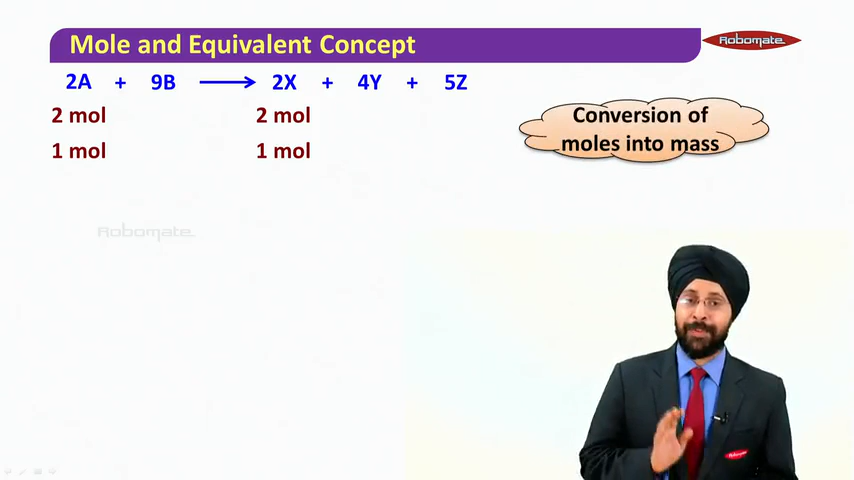 Mole and Equivalent Concept
Robomate
2A + 9B ⟶ 2X + 4Y + 5Z
2 mol 2 mol
1 mol 1 mol
Conversion of
moles into mass
Robomate
Robomate